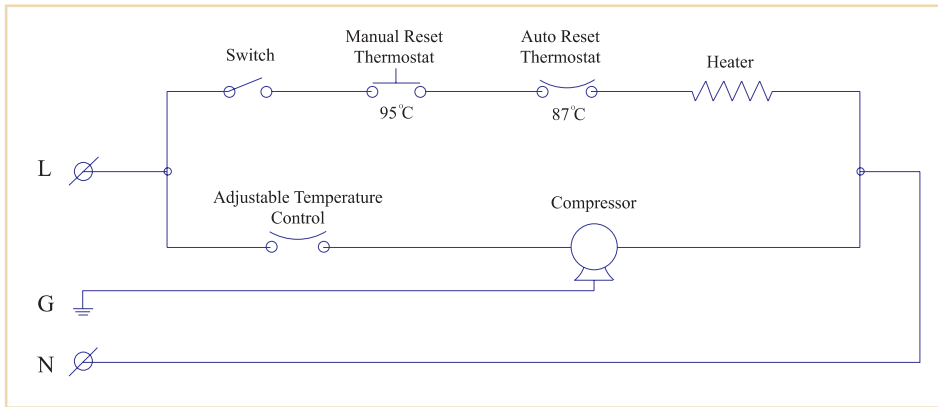 Switch
Manual Reset
Thermostat
95°C
Auto Reset
Thermostat
87°C
Heater
L
Adjustable Temperature
Control
Compressor
G
N